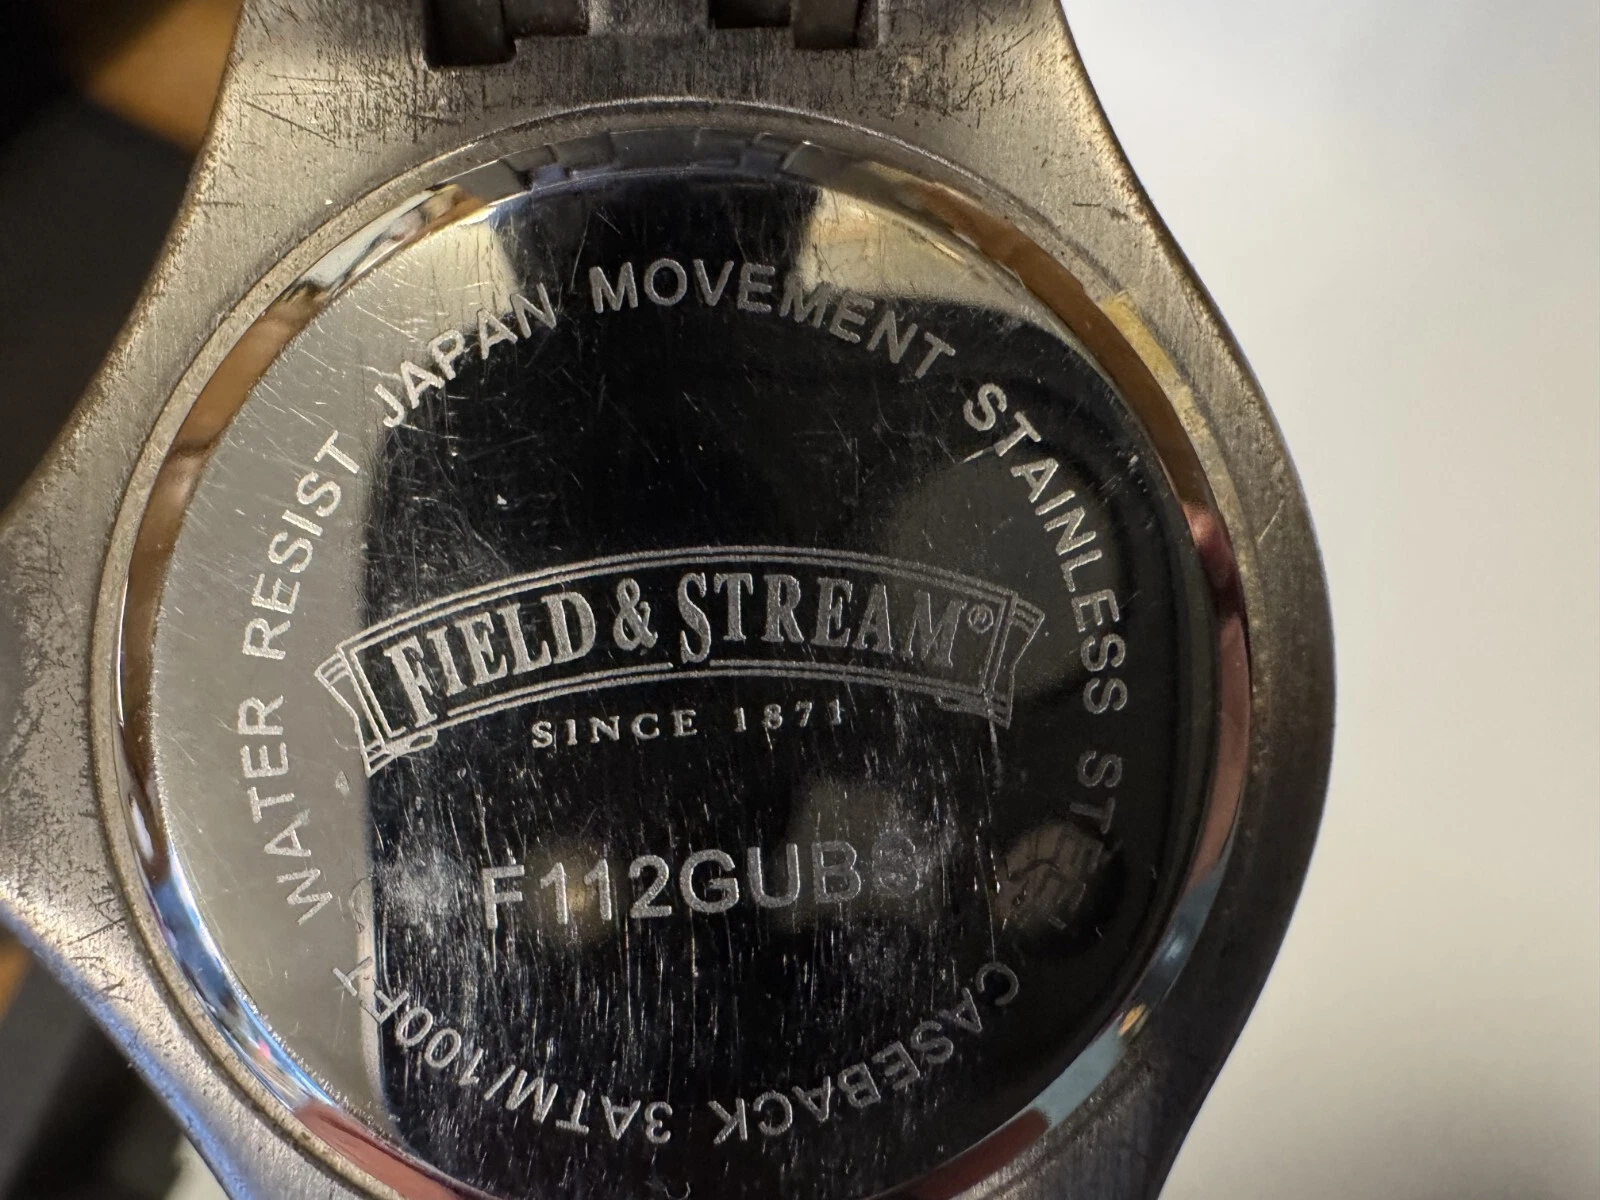 WATER RESIST JAPAN MOVEMENT STAINLESS STEEL CASEBACK 3ATM/100FT
FIELD & STREAM®
SINCE 1871
F112GUBS